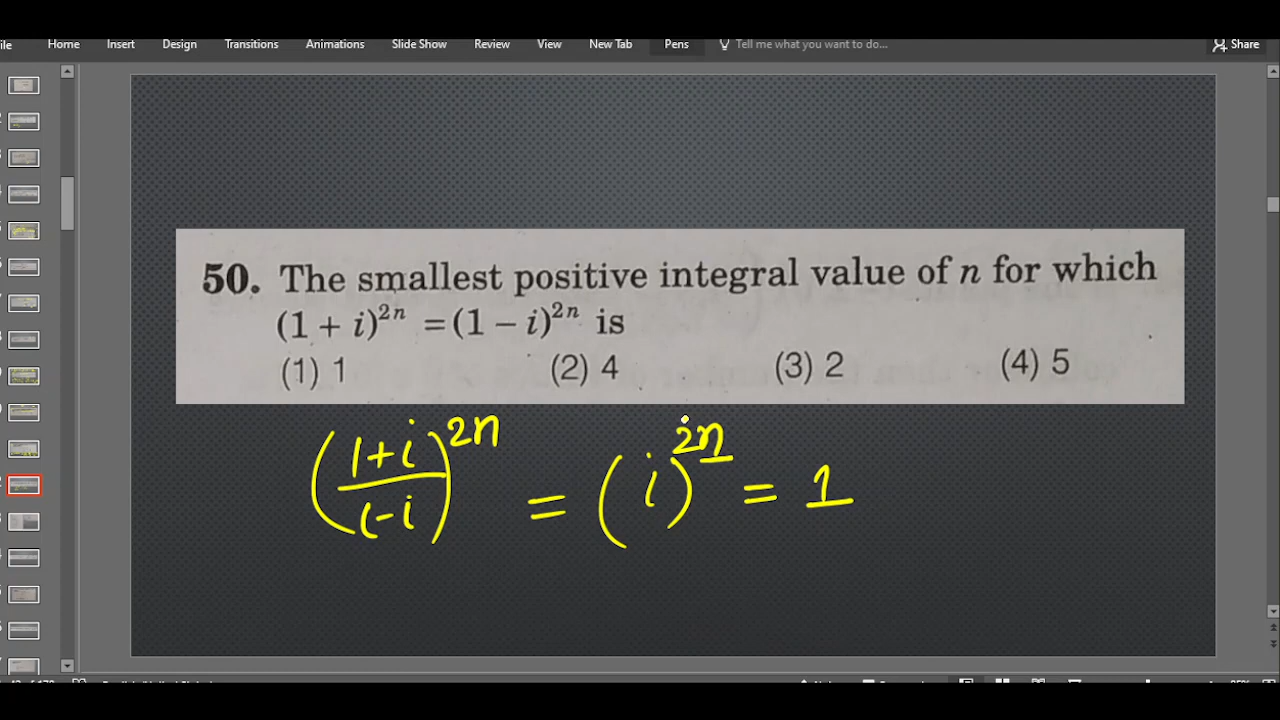 File Home Insert Design Transitions Animations Slide Show Review View New Tab Pens Tell me what you want to do... Share
50. The smallest positive integral value of n for which
(1 + i)²ⁿ = (1 − i)²ⁿ is
(1) 1 (2) 4 (3) 2 (4) 5
((1+i)/(1-i))²ⁿ = (i)²ⁿ = 1